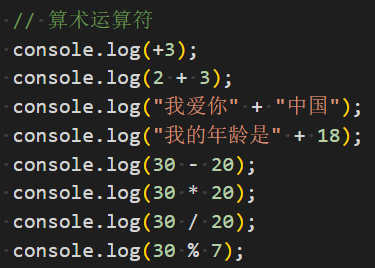 // 算术运算符
console.log(+3);
console.log(2 + 3);
console.log("我爱你" + "中国");
console.log("我的年龄是" + 18);
console.log(30 - 20);
console.log(30 * 20);
console.log(30 / 20);
console.log(30 % 7);